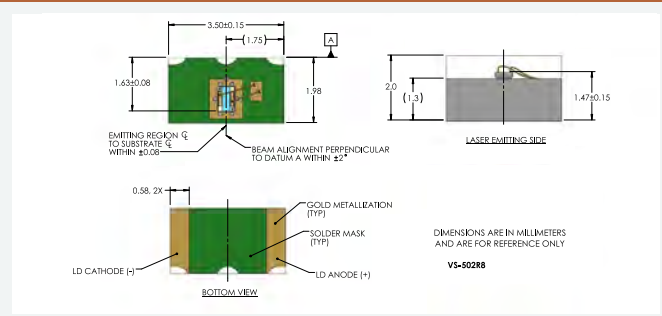 3.50±0.15
(1.75)
A
1.63±0.08
1.98
EMITTING REGION ℄
TO SUBSTRATE ℄
WITHIN ±0.08
BEAM ALIGNMENT PERPENDICULAR
TO DATUM A WITHIN ±2°
2.0
(1.3)
1.47±0.15
LASER EMITTING SIDE
0.58, 2X
GOLD METALLIZATION
(TYP)
SOLDER MASK
(TYP)
LD CATHODE (-)
LD ANODE (+)
BOTTOM VIEW
DIMENSIONS ARE IN MILLIMETERS
AND ARE FOR REFERENCE ONLY
VS-502R8